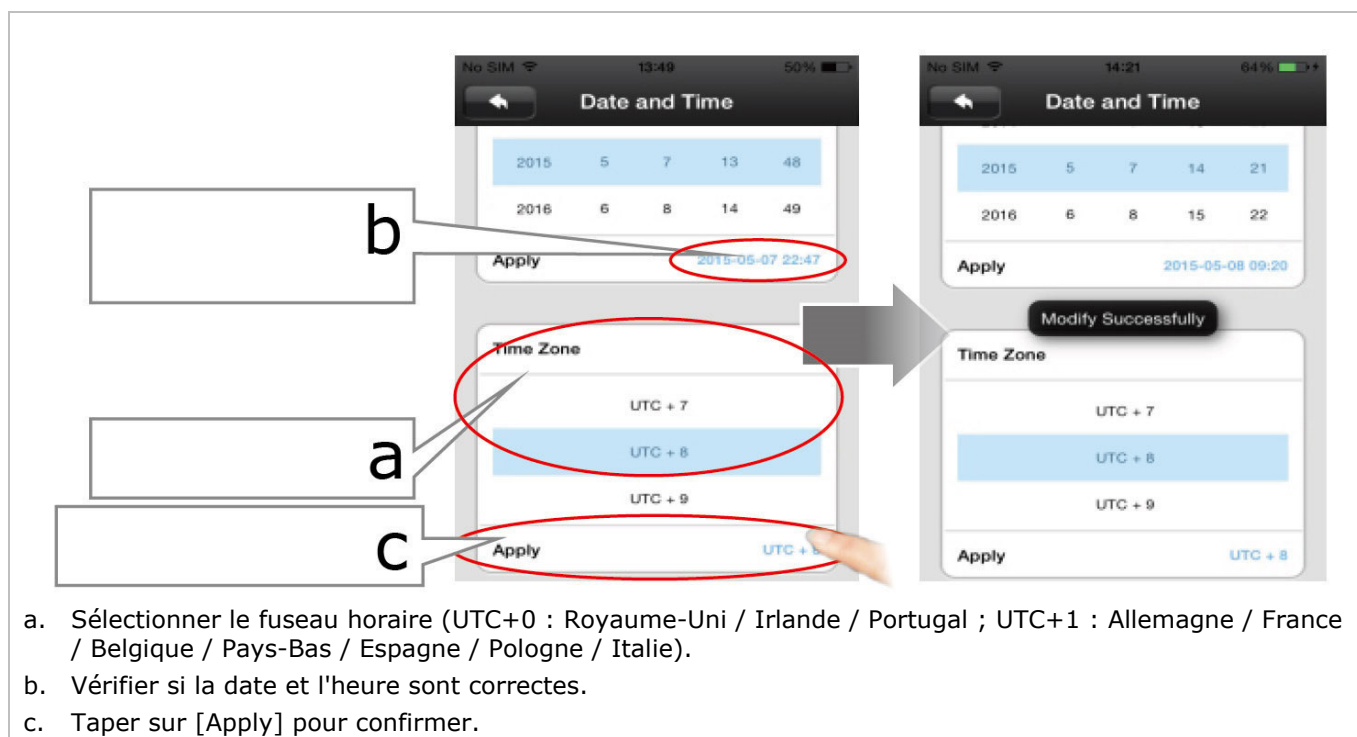 No SIM 13:49 50%
Date and Time
2015 5 7 13 48
2016 6 8 14 49
Apply 2015-05-07 22:47
Time Zone
UTC + 7
UTC + 8
UTC + 9
Apply UTC +
b
a
c
No SIM 14:21 64%
Date and Time
2015 5 7 14 21
2016 6 8 15 22
Apply 2015-05-08 09:20
Modify Successfully
Time Zone
UTC + 7
UTC + 8
UTC + 9
Apply UTC + 8
a. Sélectionner le fuseau horaire (UTC+0 : Royaume-Uni / Irlande / Portugal ; UTC+1 : Allemagne / France
/ Belgique / Pays-Bas / Espagne / Pologne / Italie).
b. Vérifier si la date et l'heure sont correctes.
c. Taper sur [Apply] pour confirmer.